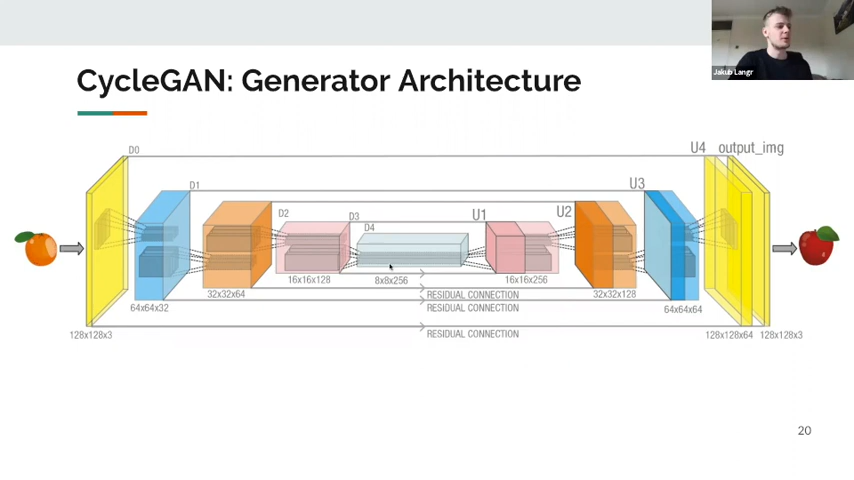 Jakub Langr
CycleGAN: Generator Architecture
D0
U4 output_img
D1
U3
D2
D3
U1
U2
D4
16x16x128
8x8x256
16x16x256
32x32x64
RESIDUAL CONNECTION
32x32x128
64x64x32
RESIDUAL CONNECTION
64x64x64
128x128x3
RESIDUAL CONNECTION
128x128x64
128x128x3
20